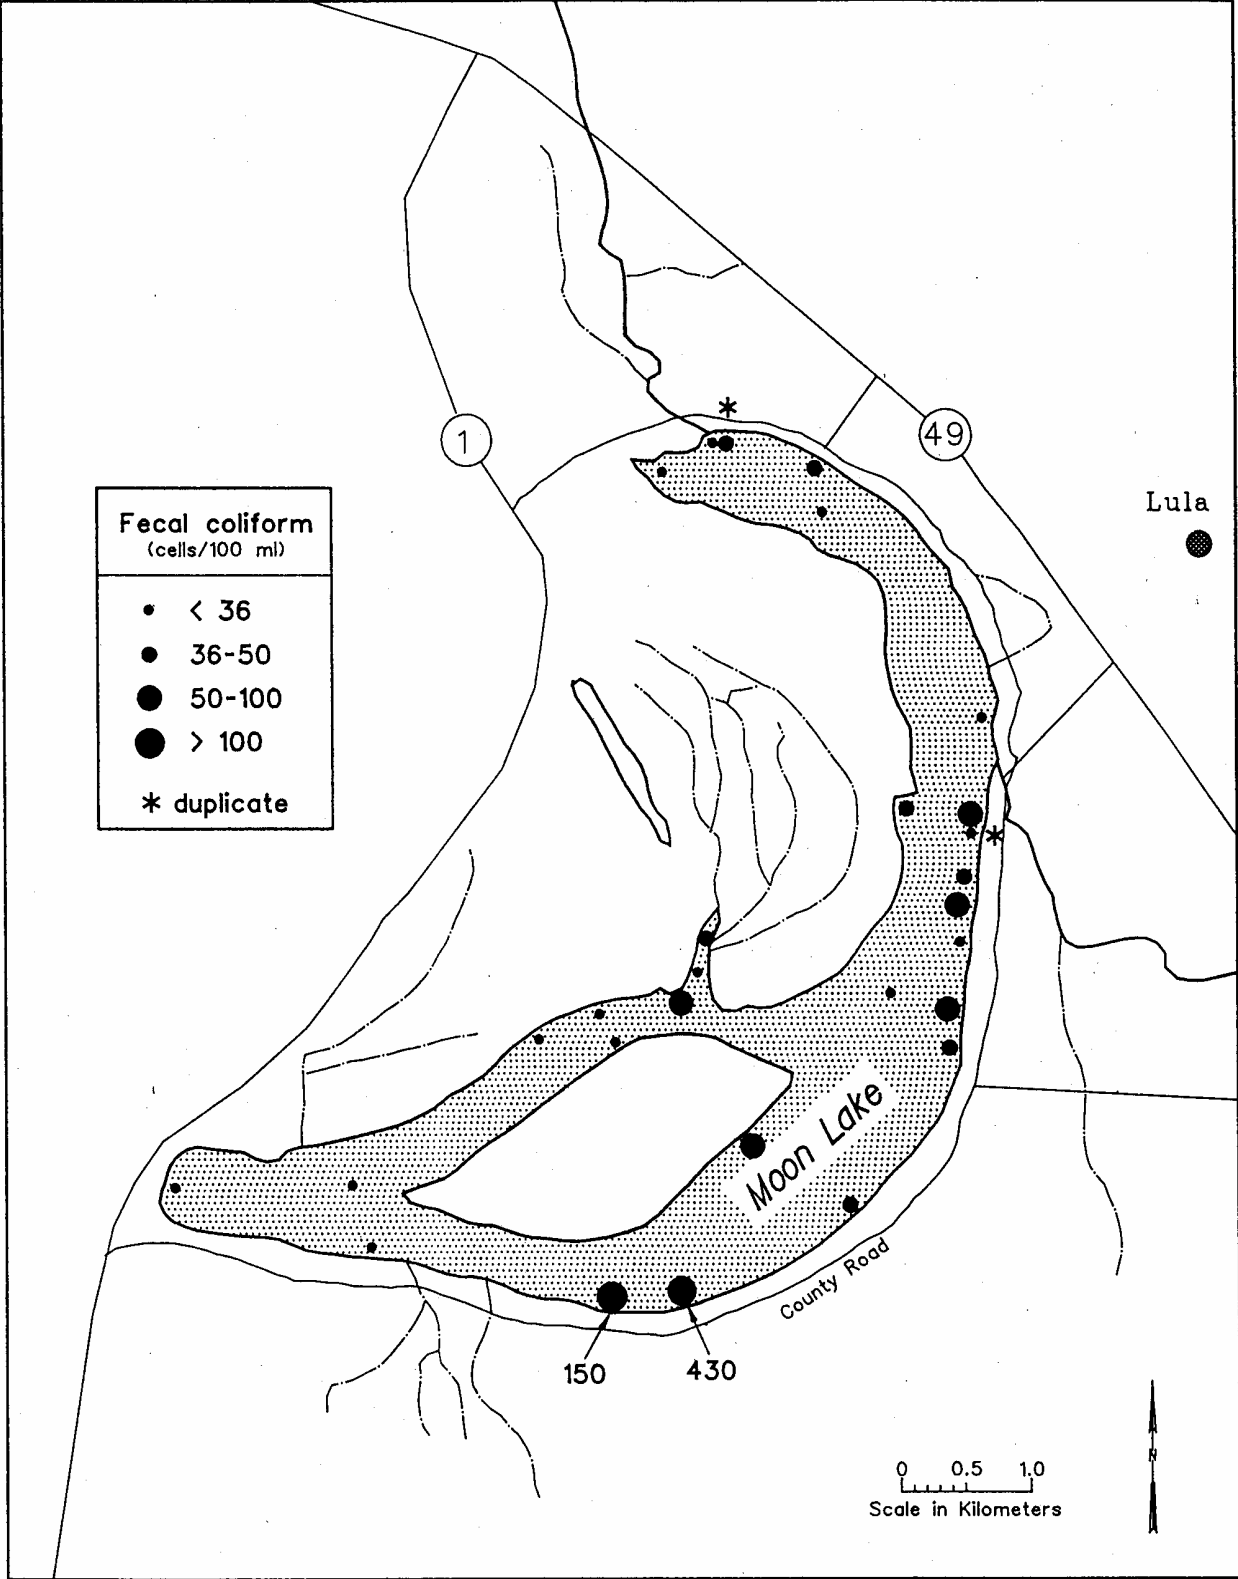 1
49
Lula
Fecal coliform
(cells/100 ml)
< 36
36-50
50-100
> 100
* duplicate
*
*
Moon Lake
County Road
150
430
0 0.5 1.0
Scale in Kilometers
N